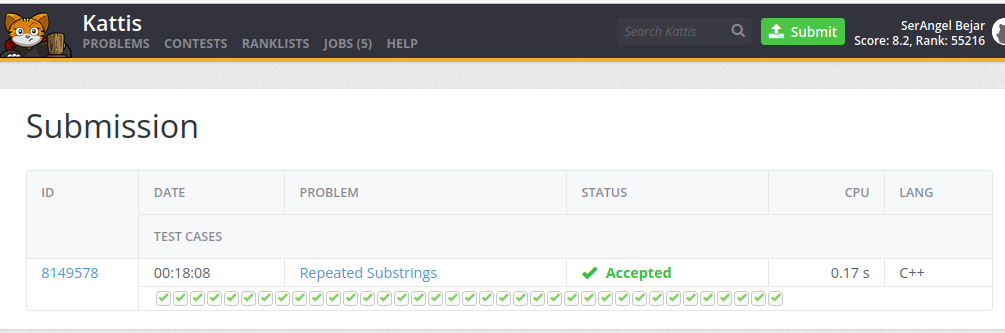 Kattis
PROBLEMS CONTESTS RANKLISTS JOBS (5) HELP
Search Kattis
Submit
SerAngel Bejar
Score: 8.2, Rank: 55216
Submission
ID DATE PROBLEM STATUS CPU LANG
TEST CASES
8149578 00:18:08 Repeated Substrings Accepted 0.17 s C++